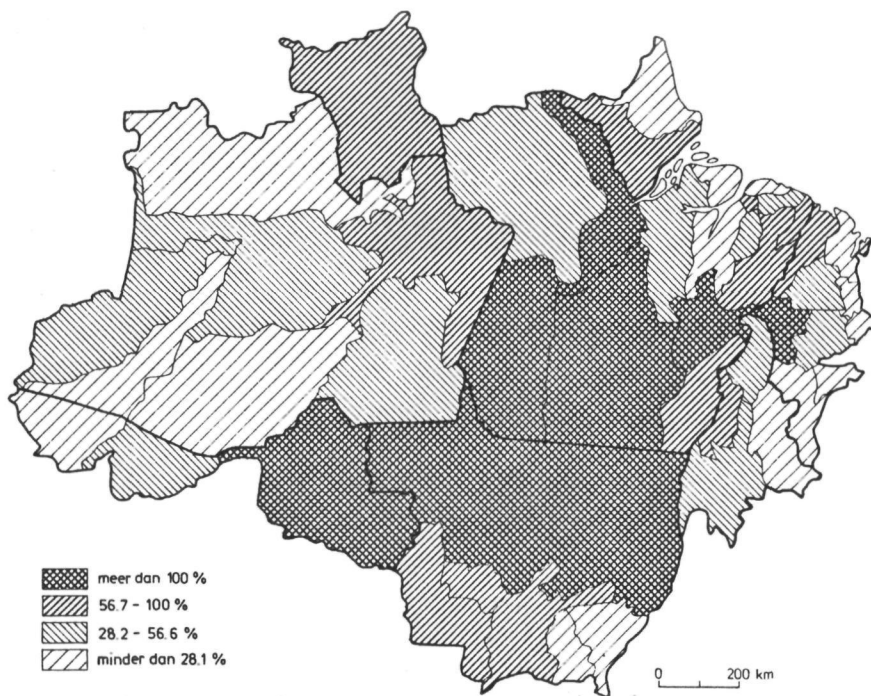 meer dan 100 %
56.7 - 100 %
28.2 - 56.6 %
minder dan 28.1 %
0 200 km